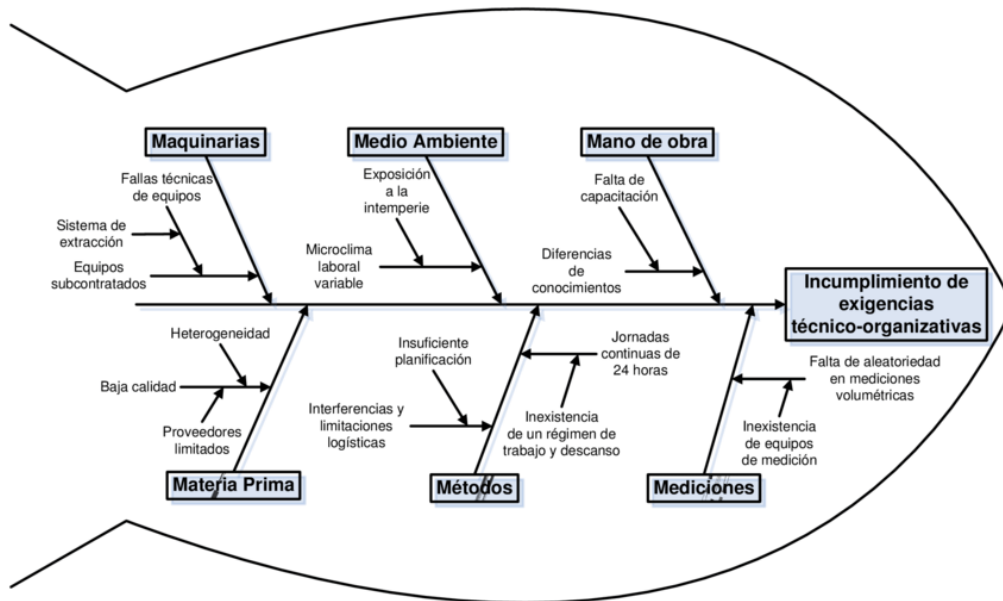 Maquinarias
Medio Ambiente
Mano de obra
Fallas técnicas
de equipos
Sistema de
extracción
Equipos
subcontratados
Exposición
a la
intemperie
Microclima
laboral
variable
Falta de
capacitación
Diferencias
de
conocimientos
Incumplimiento de
exigencias
técnico-organizativas
Heterogeneidad
Baja calidad
Proveedores
limitados
Insuficiente
planificación
Interferencias y
limitaciones
logísticas
Jornadas
continuas de
24 horas
Inexistencia
de un régimen de
trabajo y descanso
Falta de aleatoriedad
en mediciones
volumétricas
Inexistencia
de equipos
de medición
Materia Prima
Métodos
Mediciones